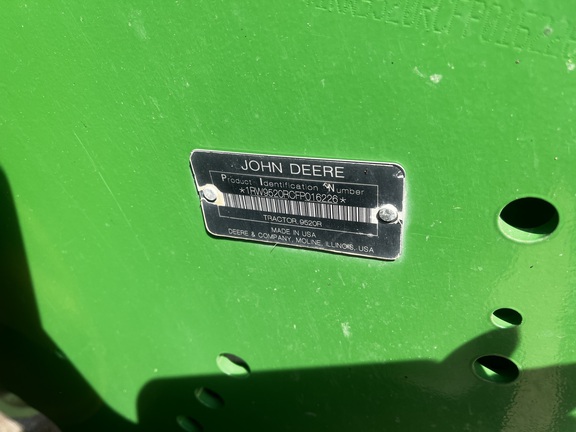 JOHN DEERE
Product Identification Number
*1RW9520RCFP016226*
TRACTOR 9520R
MADE IN USA
DEERE & COMPANY, MOLINE, ILLINOIS, USA